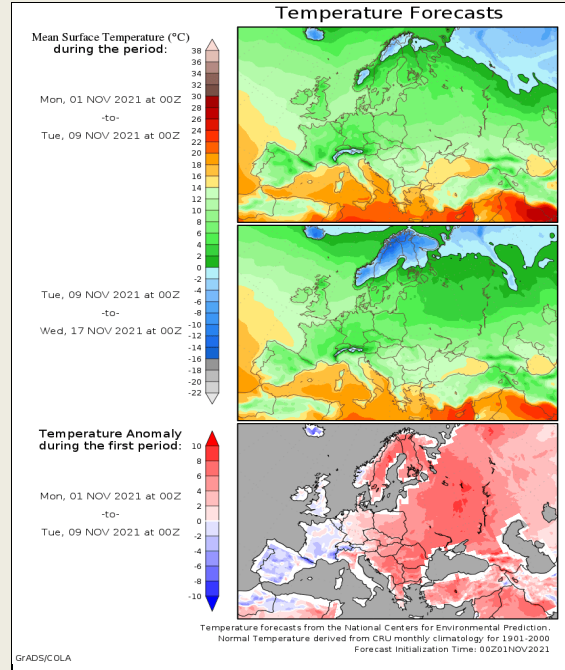 Temperature Forecasts
Mean Surface Temperature (°C)
during the period:
Mon, 01 NOV 2021 at 00Z
-to-
Tue, 09 NOV 2021 at 00Z
38
36
34
32
30
28
26
24
22
20
18
16
14
12
10
8
6
4
2
0
-2
-4
-6
-8
-10
-12
-14
-16
-18
-20
-22
Tue, 09 NOV 2021 at 00Z
-to-
Wed, 17 NOV 2021 at 00Z
Temperature Anomaly
during the first period:
Mon, 01 NOV 2021 at 00Z
-to-
Tue, 09 NOV 2021 at 00Z
10
8
6
4
2
0
-2
-4
-6
-8
-10
Temperature forecasts from the National Centers for Environmental Prediction.
Normal Temperature derived from CRU monthly climatology for 1901-2000
Forecast Initialization Time: 00Z01NOV2021
GrADS/COLA